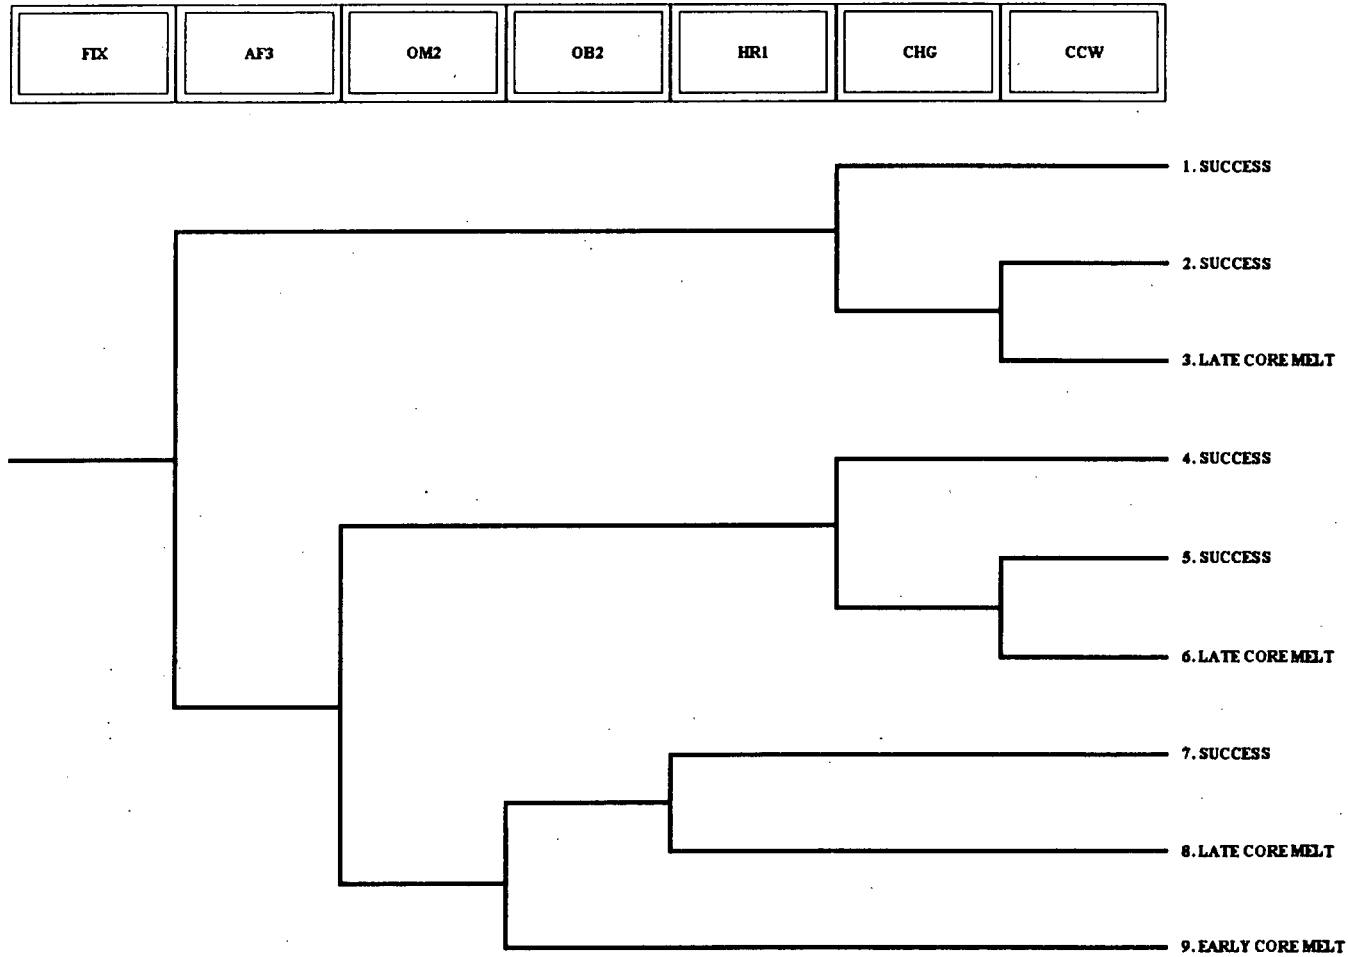 FIX AF3 OM2 OB2 HR1 CHG CCW
1. SUCCESS
2. SUCCESS
3. LATE CORE MELT
4. SUCCESS
5. SUCCESS
6. LATE CORE MELT
7. SUCCESS
8. LATE CORE MELT
9. EARLY CORE MELT